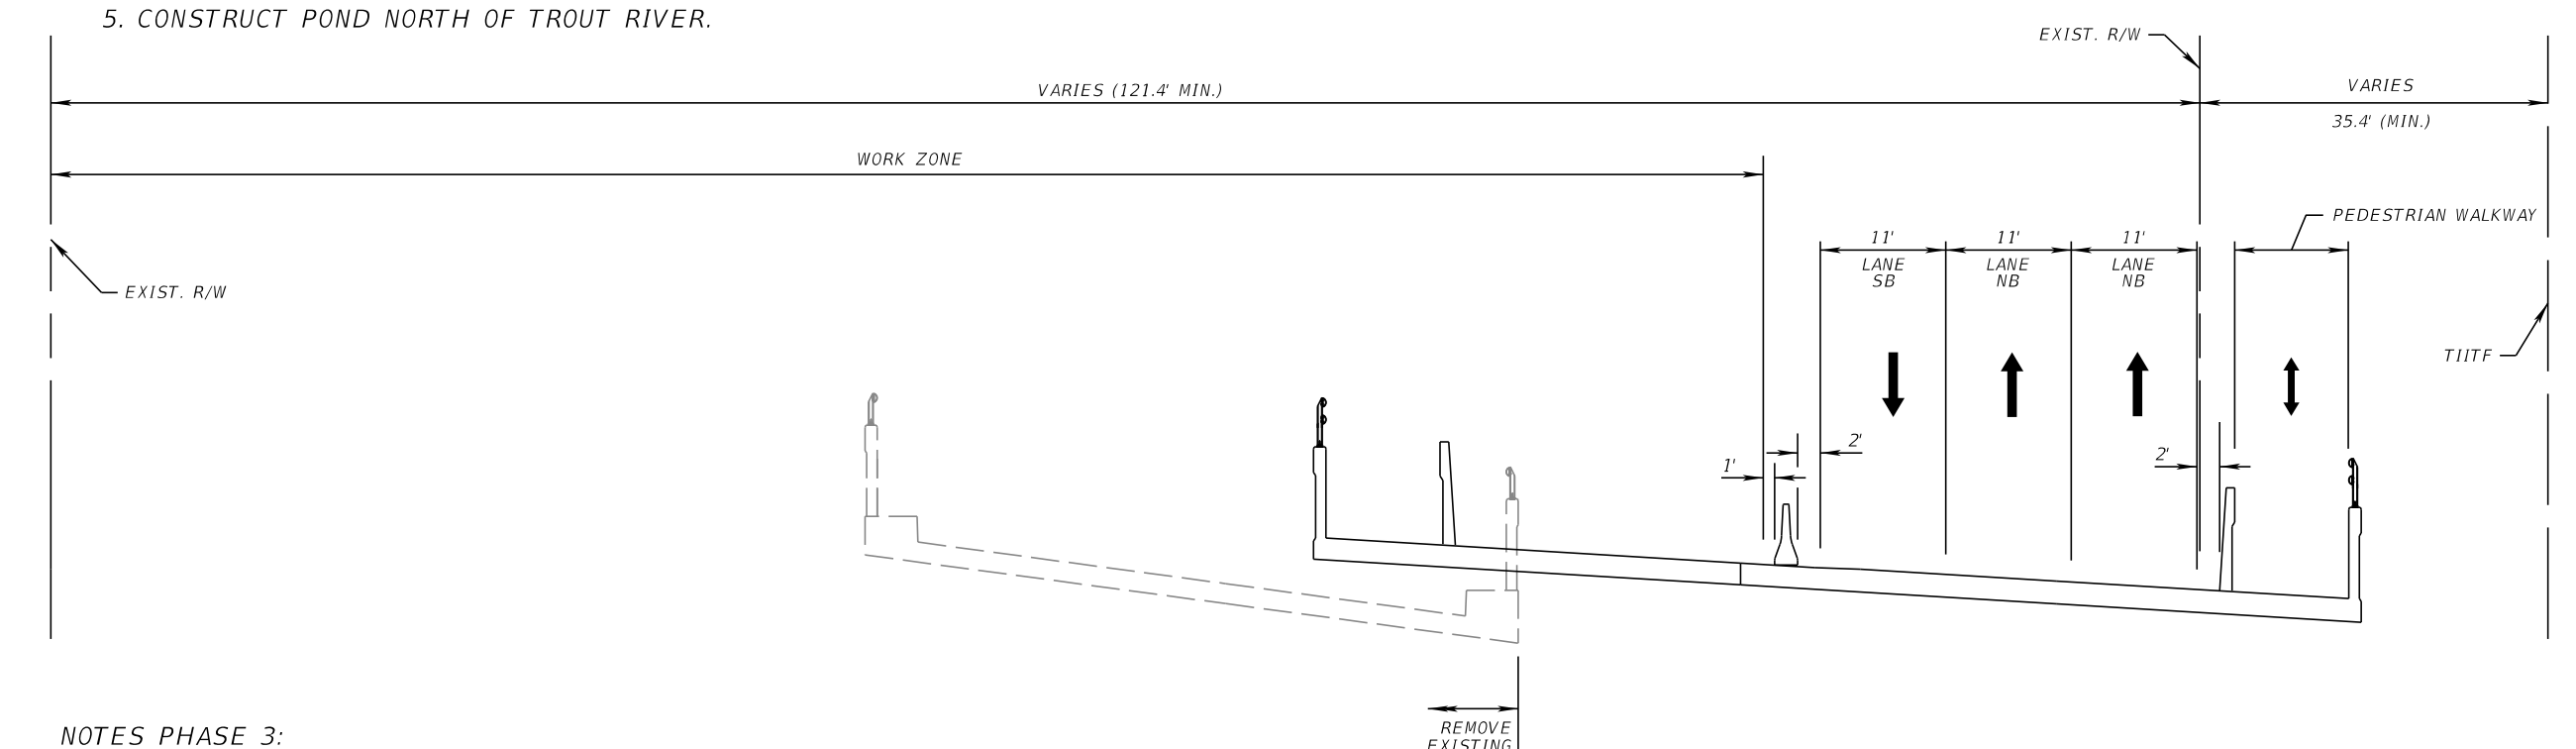 5. CONSTRUCT POND NORTH OF TROUT RIVER.
EXIST. R/W
VARIES (121.4' MIN.)
VARIES
35.4' (MIN.)
WORK ZONE
PEDESTRIAN WALKWAY
11'
11'
11'
LANE
SB
LANE
NB
LANE
NB
EXIST. R/W
TIITF
2'
2'
1'
REMOVE
EXISTING
NOTES PHASE 3: